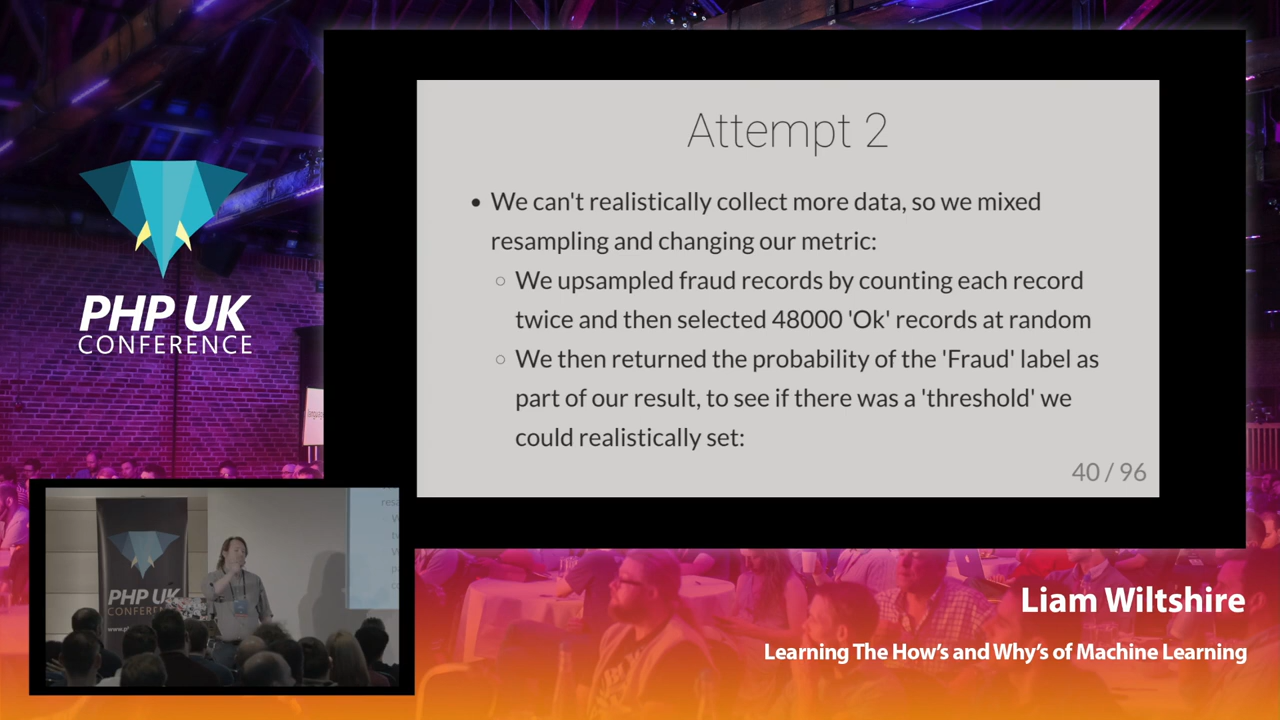 Attempt 2
• We can't realistically collect more data, so we mixed
resampling and changing our metric:
○ We upsampled fraud records by counting each record
twice and then selected 48000 'Ok' records at random
○ We then returned the probability of the 'Fraud' label as
part of our result, to see if there was a 'threshold' we
could realistically set:
40 / 96
PHP UK
CONFERENCE
PHP UK
CONFERENCE
Liam Wiltshire
Learning The How's and Why's of Machine Learning